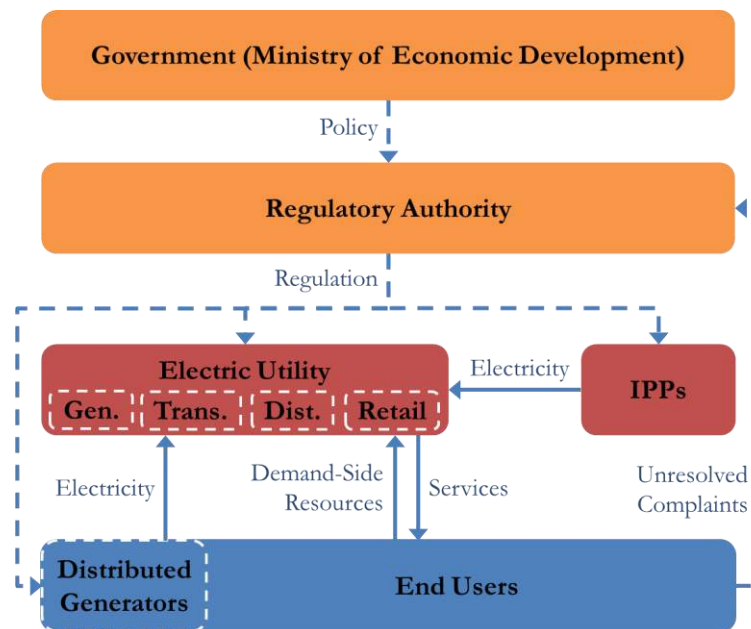 Government (Ministry of Economic Development)
Policy
Regulatory Authority
Regulation
Electric Utility
Gen. Trans. Dist. Retail
Electricity
IPPs
Electricity
Demand-Side
Resources
Services
Unresolved
Complaints
Distributed
Generators
End Users